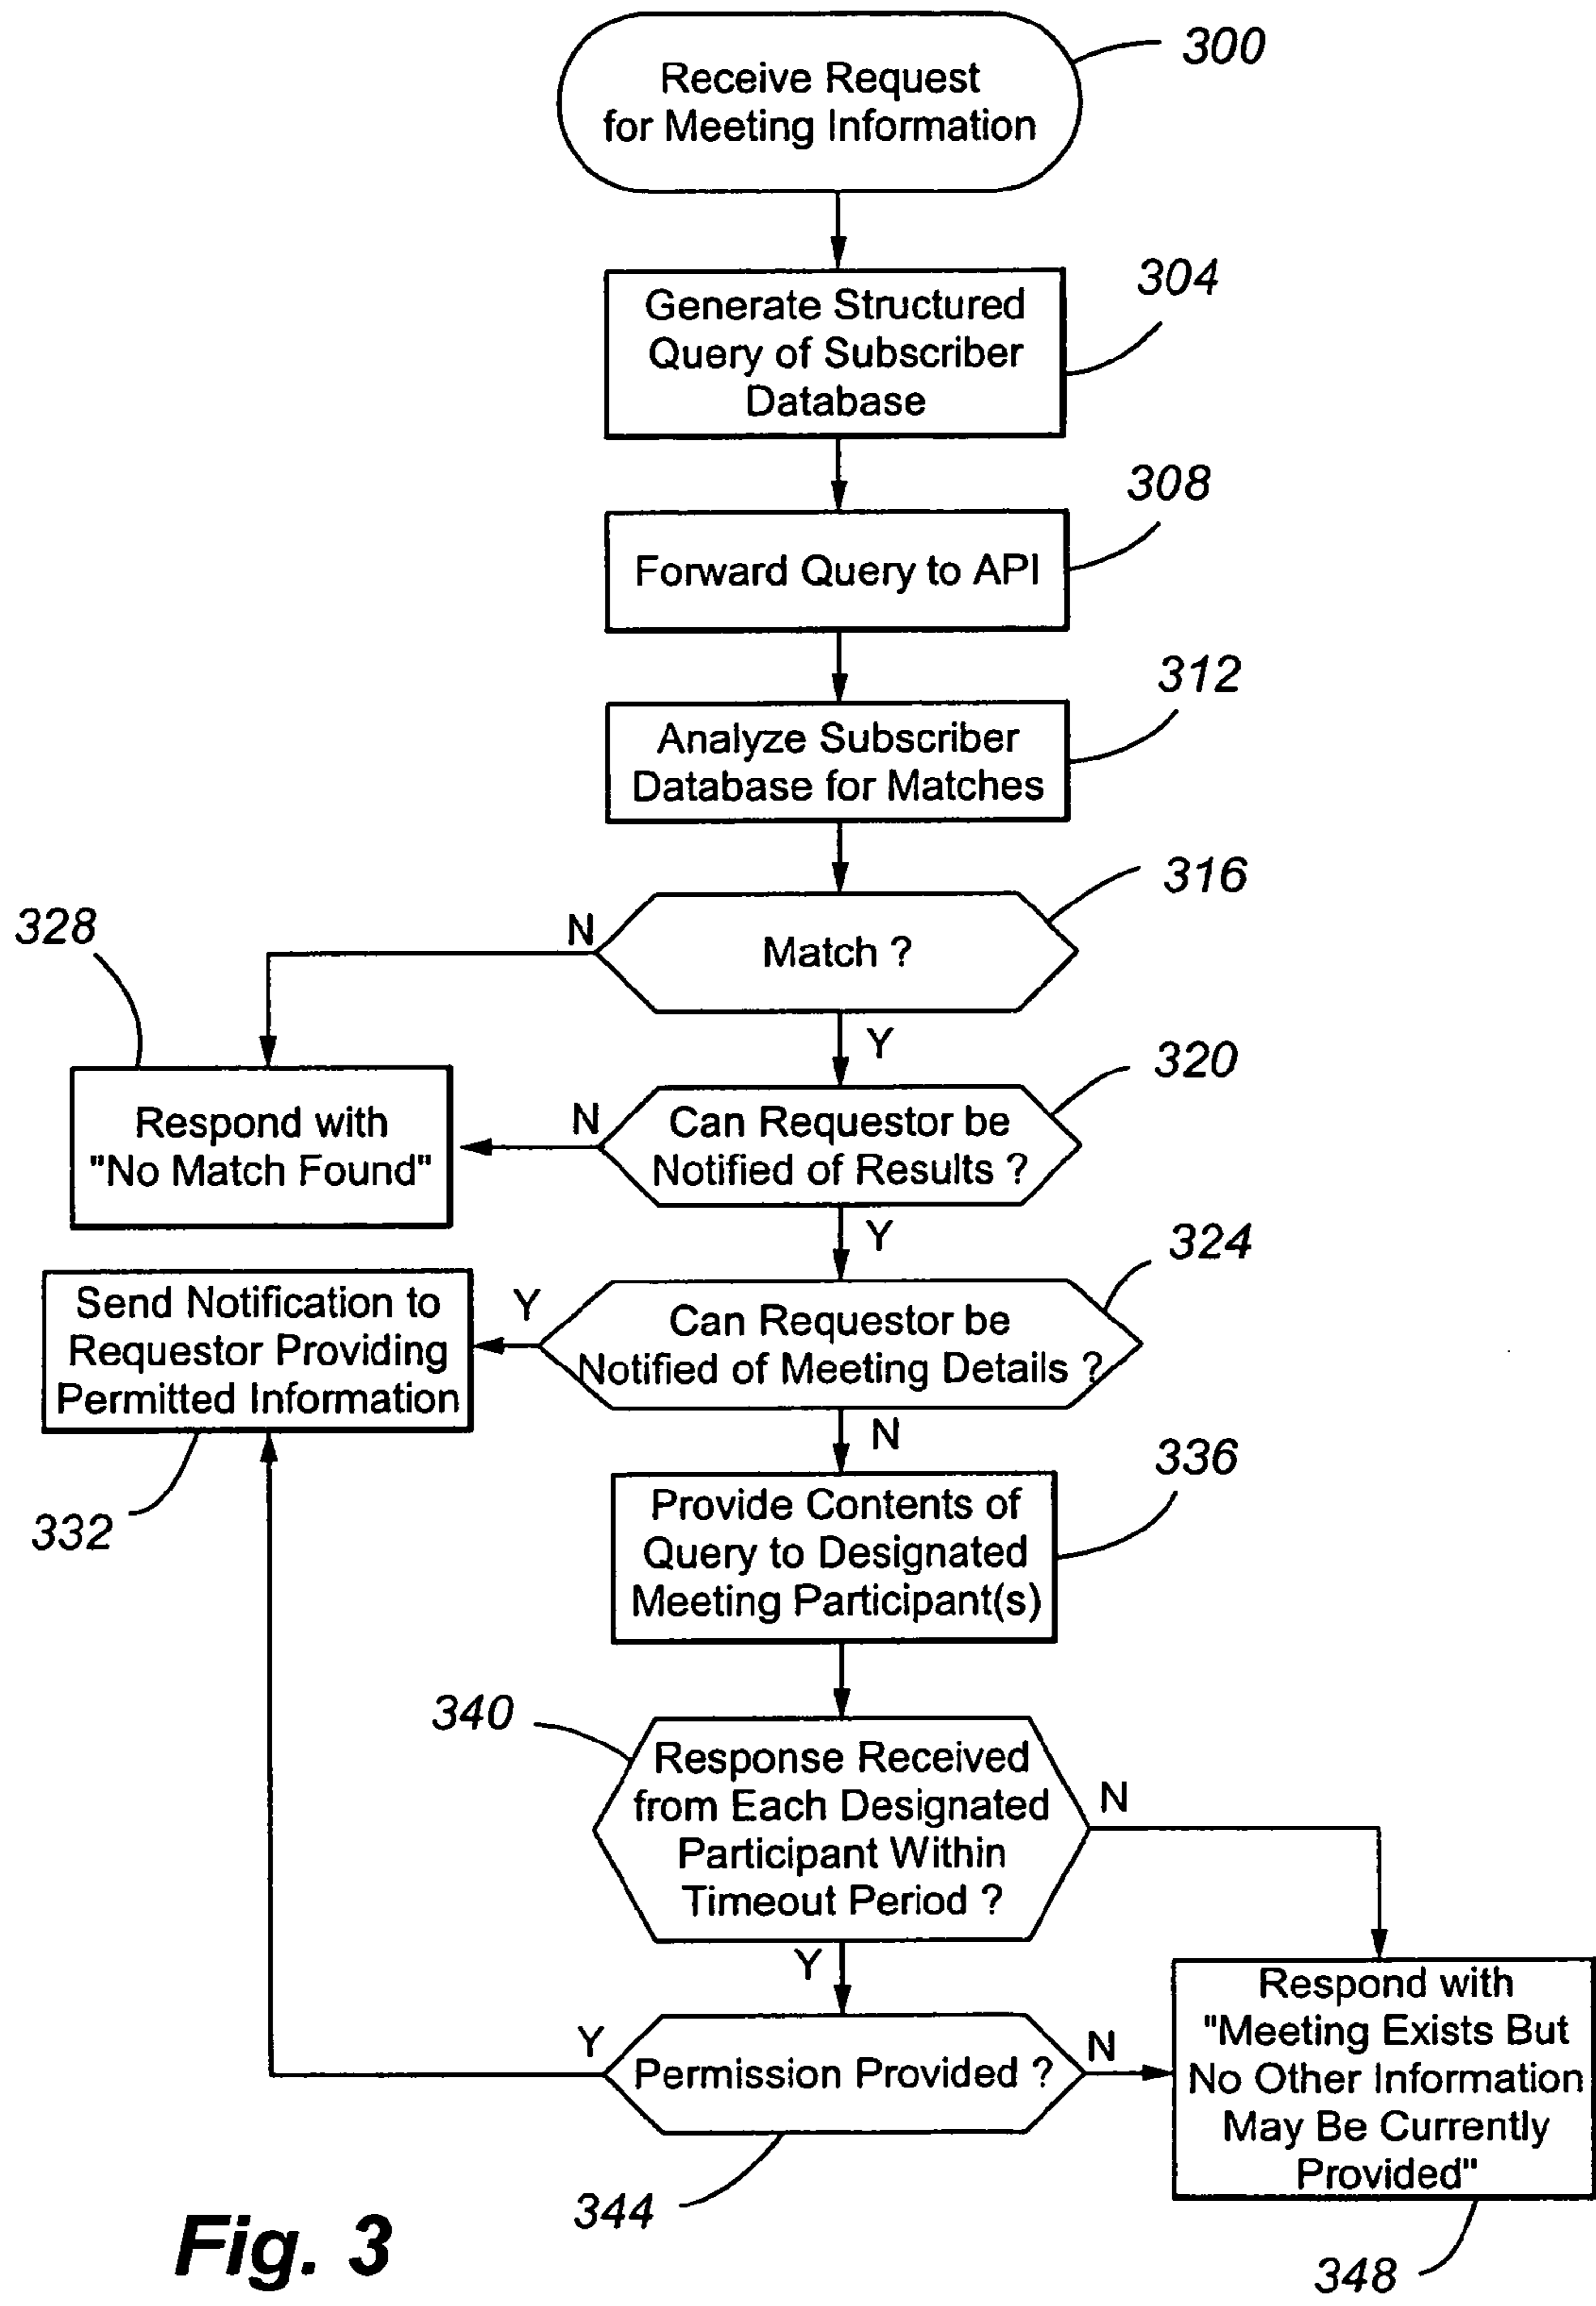 300
Receive Request
for Meeting Information
304
Generate Structured
Query of Subscriber
Database
308
Forward Query to API
312
Analyze Subscriber
Database for Matches
316
Match ?
N
Y
328
Respond with
"No Match Found"
320
Can Requestor be
Notified of Results ?
N
Y
324
Can Requestor be
Notified of Meeting Details ?
Y
N
Send Notification to
Requestor Providing
Permitted Information
332
336
Provide Contents of
Query to Designated
Meeting Participant(s)
340
Response Received
from Each Designated
Participant Within
Timeout Period ?
N
Y
Permission Provided ?
Y
N
344
Respond with
"Meeting Exists But
No Other Information
May Be Currently
Provided"
348
Fig. 3